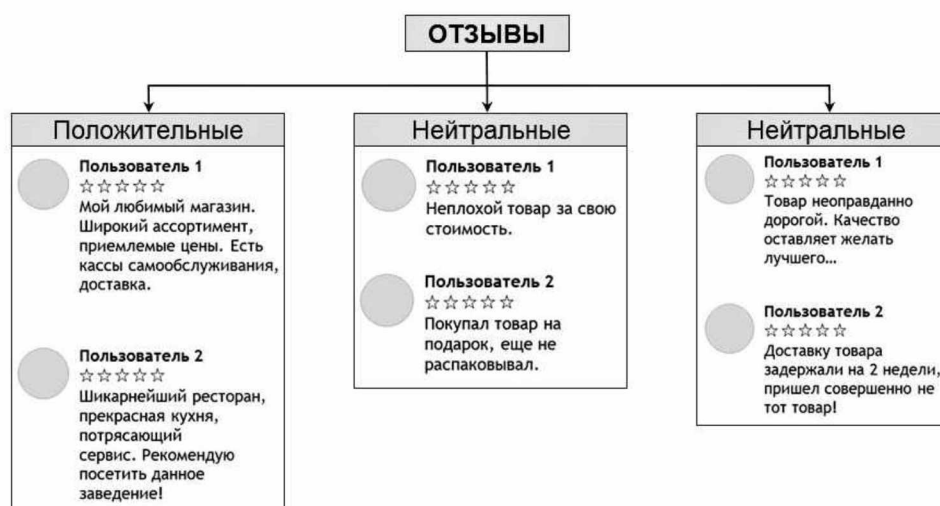 ОТЗЫВЫ
Положительные
Пользователь 1
☆☆☆☆☆
Мой любимый магазин.
Широкий ассортимент,
приемлемые цены. Есть
кассы самообслуживания,
доставка.
Пользователь 2
☆☆☆☆☆
Шикарнейший ресторан,
прекрасная кухня,
потрясающий
сервис. Рекомендую
посетить данное
заведение!
Нейтральные
Пользователь 1
☆☆☆☆☆
Неплохой товар за свою
стоимость.
Пользователь 2
☆☆☆☆☆
Покупал товар на
подарок, еще не
распаковывал.
Нейтральные
Пользователь 1
☆☆☆☆☆
Товар неоправданно
дорогой. Качество
оставляет желать
лучшего...
Пользователь 2
☆☆☆☆☆
Доставку товара
задержали на 2 недели,
пришел совершенно не
тот товар!